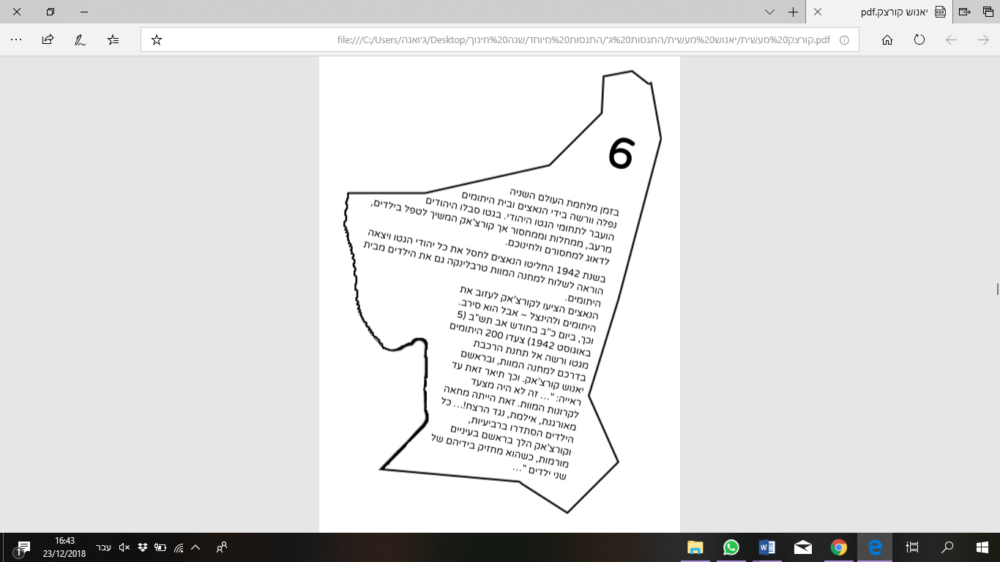 יאנוש קורצק.pdf
file:///C:/Users/ג'ואנה/Desktop/שנה%20חינוך%20מיוחד/התנסות%20ג'/התנסות%20מעשית/יאנוש%20מעשית/קורצק%20.pdf
6
בזמן מלחמת העולם השניה
נפלה וורשה בידי הנאצים ובית היתומים
הועבר לתחומי הגטו היהודי. בגטו סבלו היהודים
מרעב, ממחלות וממחסור אך קורצ'אק המשיך לטפל בילדים,
לדאוג למחסורם ולחינוכם.
בשנת 1942 החליטו הנאצים לחסל את כל יהודי הגטו ויצאה
הוראה לשלוח למחנה המוות טרבלינקה גם את הילדים מבית
היתומים.
הנאצים הציעו לקורצ'אק לעזוב את
היתומים ולהינצל – אבל הוא סירב.
וכך, ביום כ"ב בחודש אב תש"ב (5
באוגוסט 1942) צעדו 200 היתומים
מגטו ורשה אל תחנת הרכבת
בדרכם למחנה המוות, ובראשם
יאנוש קורצ'אק. וכך תיאר זאת עד
ראייה: "... זה לא היה מצעד
לקרונות המוות. זאת הייתה מחאה
מאורגנת, אילמת, נגד הרצח!... כל
הילדים הסתדרו ברביעיות,
וקורצ'אק הלך בראשם בעיניים
מורמות, כשהוא מחזיק בידיהם של
שני ילדים "...
16:43
עבר
23/12/2018
1